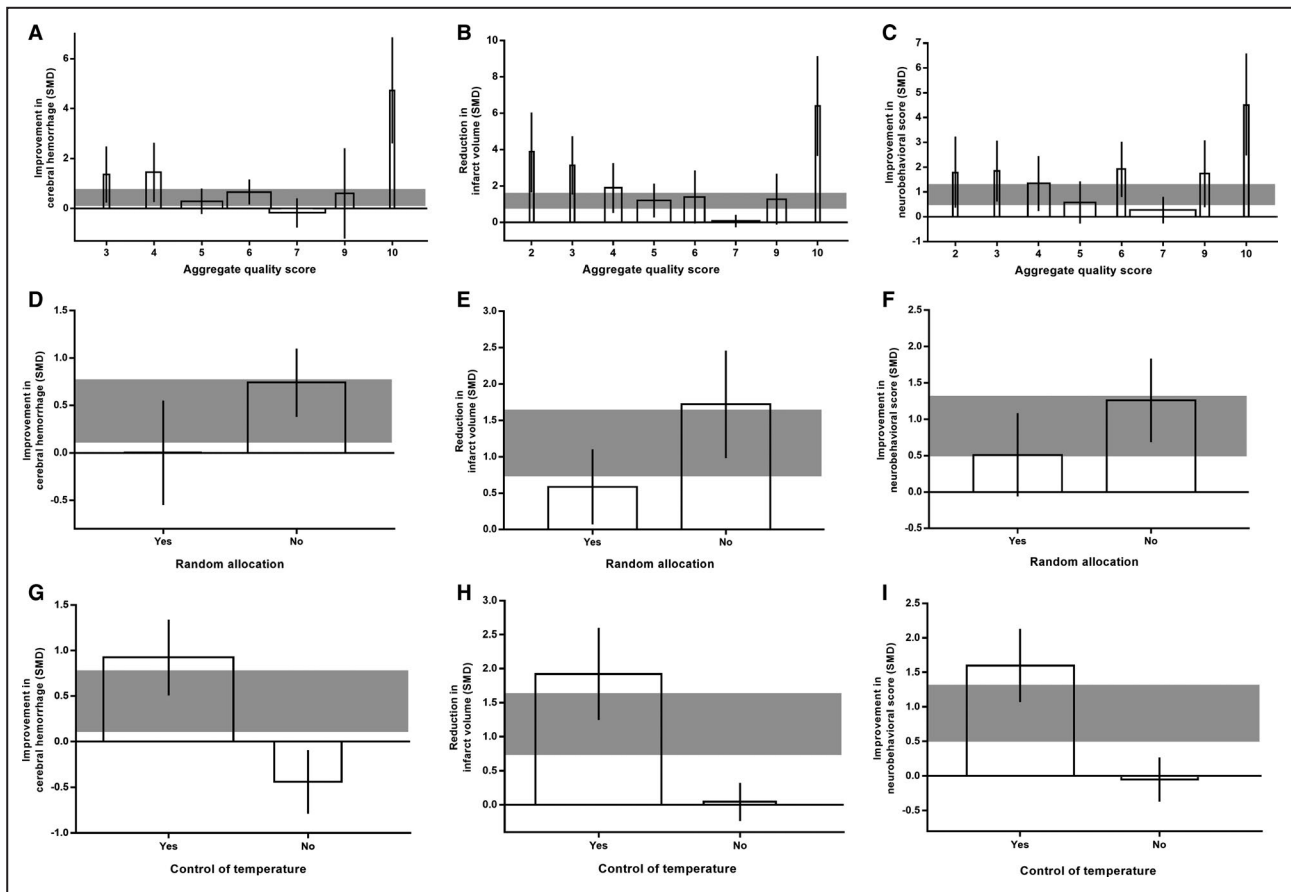 A
Improvement in
cerebral hemorrhage (SMD)
6
4
2
0
3 4 5 6 7 9 10
Aggregate quality score
B
Reduction in
infarct volume (SMD)
10
8
6
4
2
0
2 3 4 5 6 7 9 10
Aggregate quality score
C
Improvement in
neurobehavioral score (SMD)
7
6
5
4
3
2
1
0
-1
2 3 4 5 6 7 9 10
Aggregate quality score
D
Improvement in
cerebral hemorrhage (SMD)
1.5
1.0
0.5
0.0
-0.5
Yes No
Random allocation
E
Reduction in
infarct volume (SMD)
3.0
2.5
2.0
1.5
1.0
0.5
0.0
Yes No
Random allocation
F
Improvement in
neurobehavioral score (SMD)
2.5
2.0
1.5
1.0
0.5
0.0
-0.5
Yes No
Random allocation
G
Improvement in
cerebral hemorrhage (SMD)
1.5
1.0
0.5
0.0
-0.5
-1.0
Yes No
Control of temperature
H
Reduction in
infarct volume (SMD)
3.0
2.5
2.0
1.5
1.0
0.5
0.0
Yes No
Control of temperature
I
Improvement in
neurobehavioral score (SMD)
2.5
2.0
1.5
1.0
0.5
0.0
-0.5
Yes No
Control of temperature